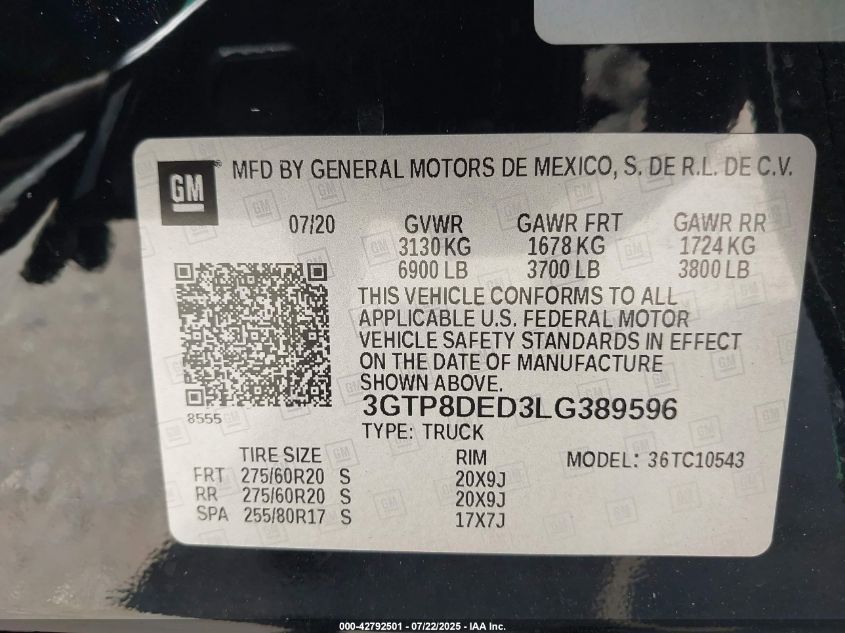 GM® MFD BY GENERAL MOTORS DE MEXICO, S. DE R.L. DE C.V.
07/20 GVWR GAWR FRT GAWR RR
3130 KG 1678 KG 1724 KG
6900 LB 3700 LB 3800 LB
THIS VEHICLE CONFORMS TO ALL
APPLICABLE U.S. FEDERAL MOTOR
VEHICLE SAFETY STANDARDS IN EFFECT
ON THE DATE OF MANUFACTURE
SHOWN ABOVE.
8555
3GTP8DED3LG389596
TYPE: TRUCK
TIRE SIZE RIM MODEL: 36TC10543
FRT 275/60R20 S 20X9J
RR 275/60R20 S 20X9J
SPA 255/80R17 S 17X7J
000-42792501 - 07/22/2025 - IAA Inc.